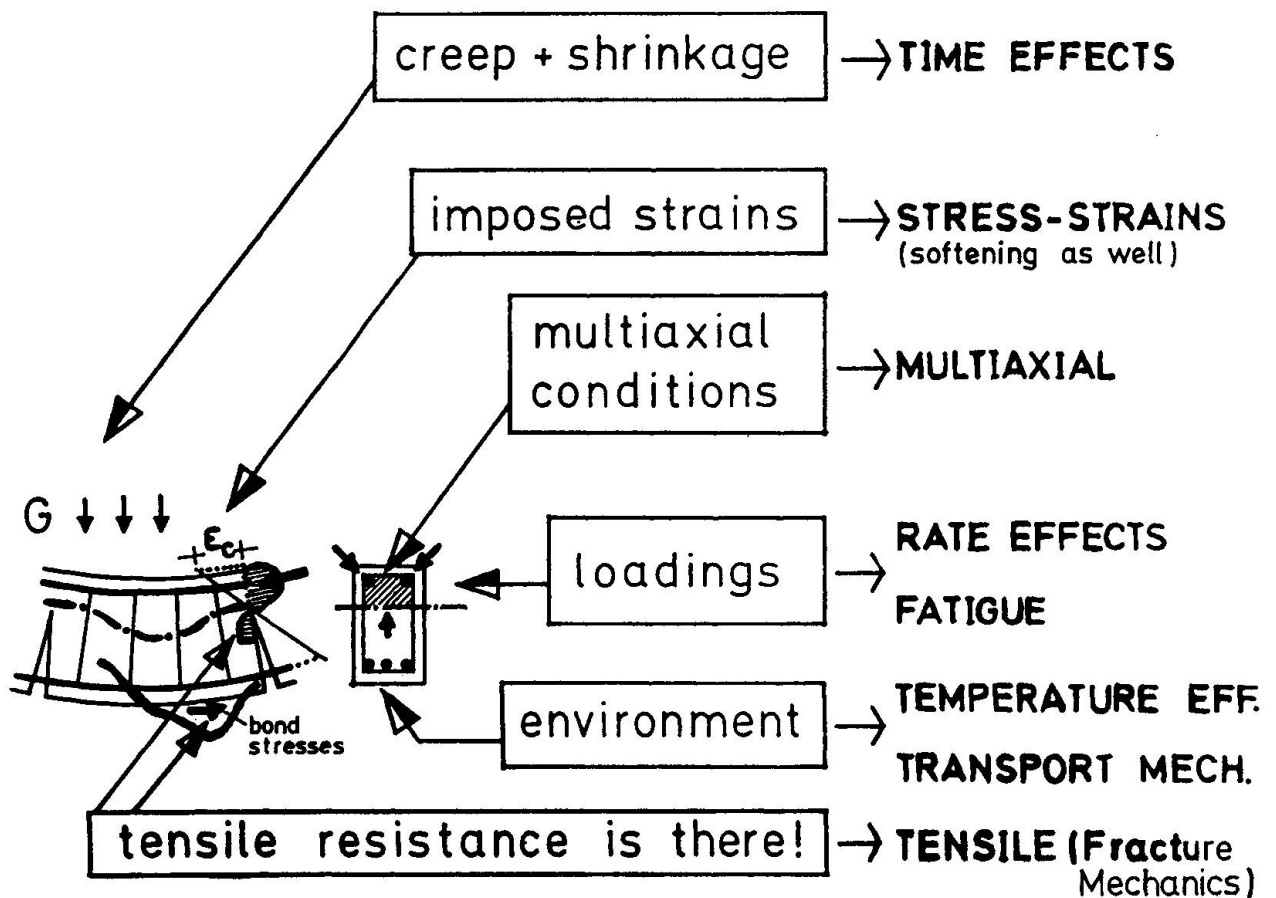 creep + shrinkage → TIME EFFECTS
imposed strains → STRESS-STRAINS
(softening as well)
multiaxial
conditions → MULTIAXIAL
G
εc
loadings → RATE EFFECTS
FATIGUE
environment → TEMPERATURE EFF.
TRANSPORT MECH.
bond
stresses
tensile resistance is there! → TENSILE (Fracture
Mechanics)